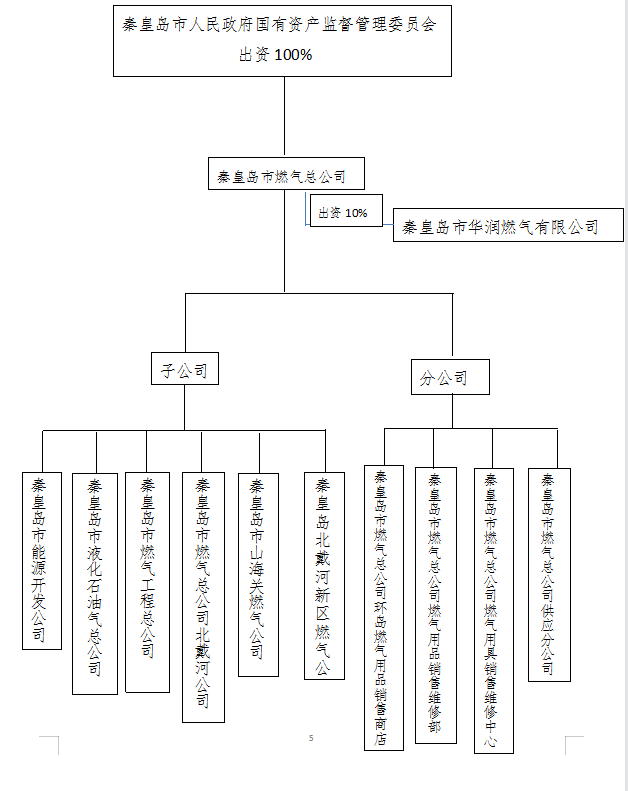 秦皇岛市人民政府国有资产监督管理委员会
出资100%
秦皇岛市燃气总公司
出资10%
秦皇岛市华润燃气有限公司
子公司
分公司
秦皇岛市能源开发公司
秦皇岛市液化石油气总公司
秦皇岛市燃气工程总公司
秦皇岛市燃气总公司北戴河公司
秦皇岛市山海关燃气公司
秦皇岛北戴河新区燃气公
秦皇岛市燃气总公司环岛燃气用品销售商店
秦皇岛市燃气总公司燃气用品销售维修部
秦皇岛市燃气总公司燃气用具销售维修中心
秦皇岛市燃气总公司供应分公司
5